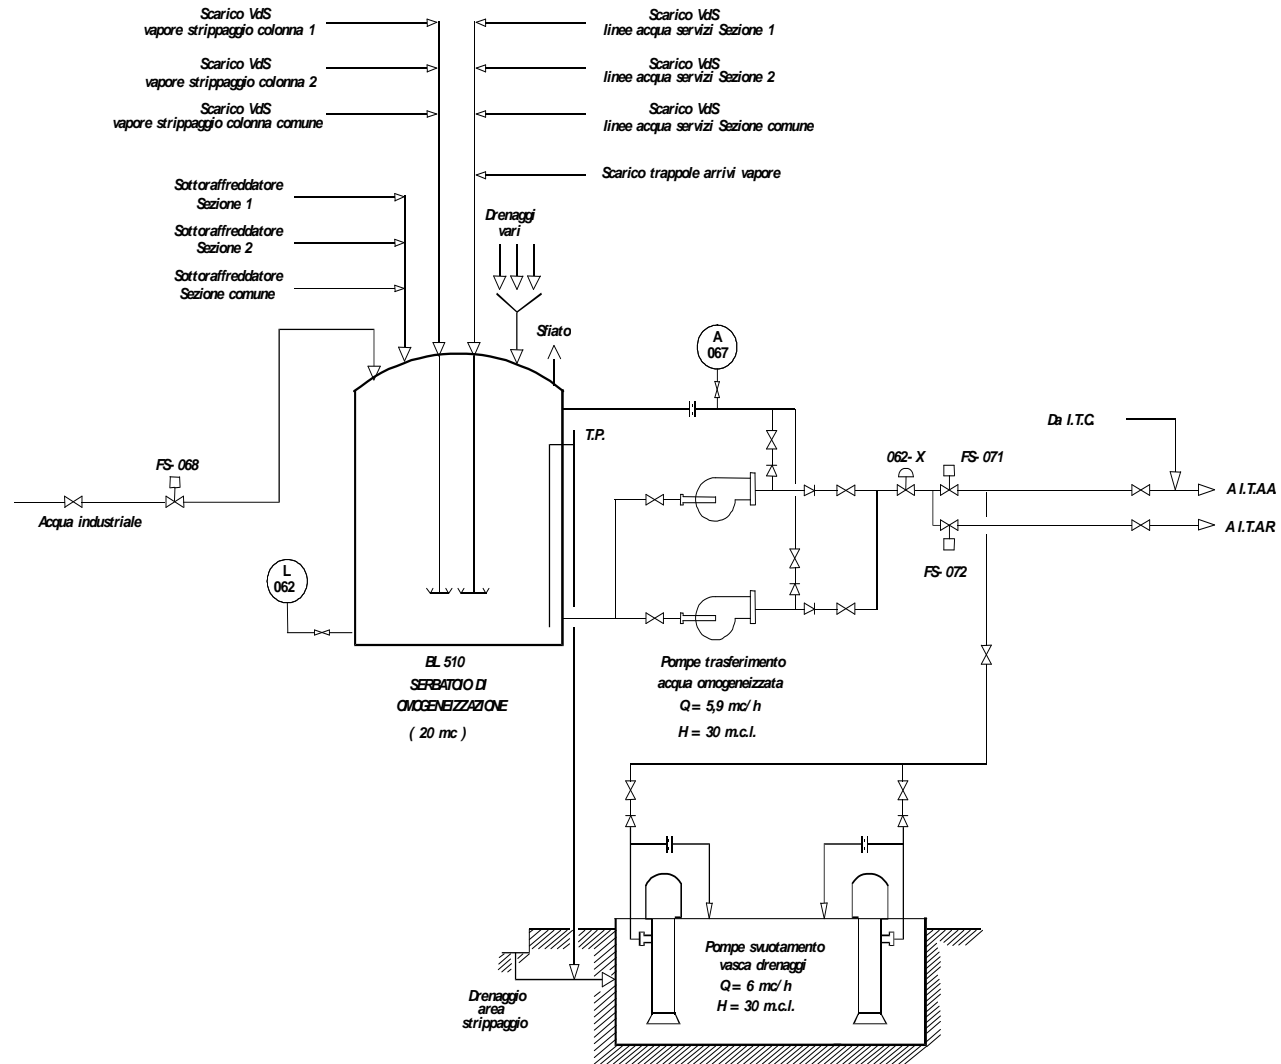 Scarico VdS
vapore strippaggio colonna 1
Scarico VdS
linee acqua servizi Sezione 1
Scarico VdS
vapore strippaggio colonna 2
Scarico VdS
linee acqua servizi Sezione 2
Scarico VdS
vapore strippaggio colonna comune
Scarico VdS
linee acqua servizi Sezione comune
Scarico trappole arrivi vapore
Sottoraffreddatore
Sezione 1
Sottoraffreddatore
Sezione 2
Sottoraffreddatore
Sezione comune
Drenaggi
vari
Sfiato
A
067
Da I.T.C.
T.P.
FS-068
062-X
FS-071
A I.T.AA
Acqua industriale
A I.T.AR
FS-072
L
062
BL 510
SERBATOIO DI
OMOGENEIZZAZIONE
( 20 mc )
Pompe trasferimento
acqua omogeneizzata
Q = 5,9 mc/h
H = 30 m.c.l.
Pompe svuotamento
vasca drenaggi
Q = 6 mc/h
H = 30 m.c.l.
Drenaggio
area
strippaggio